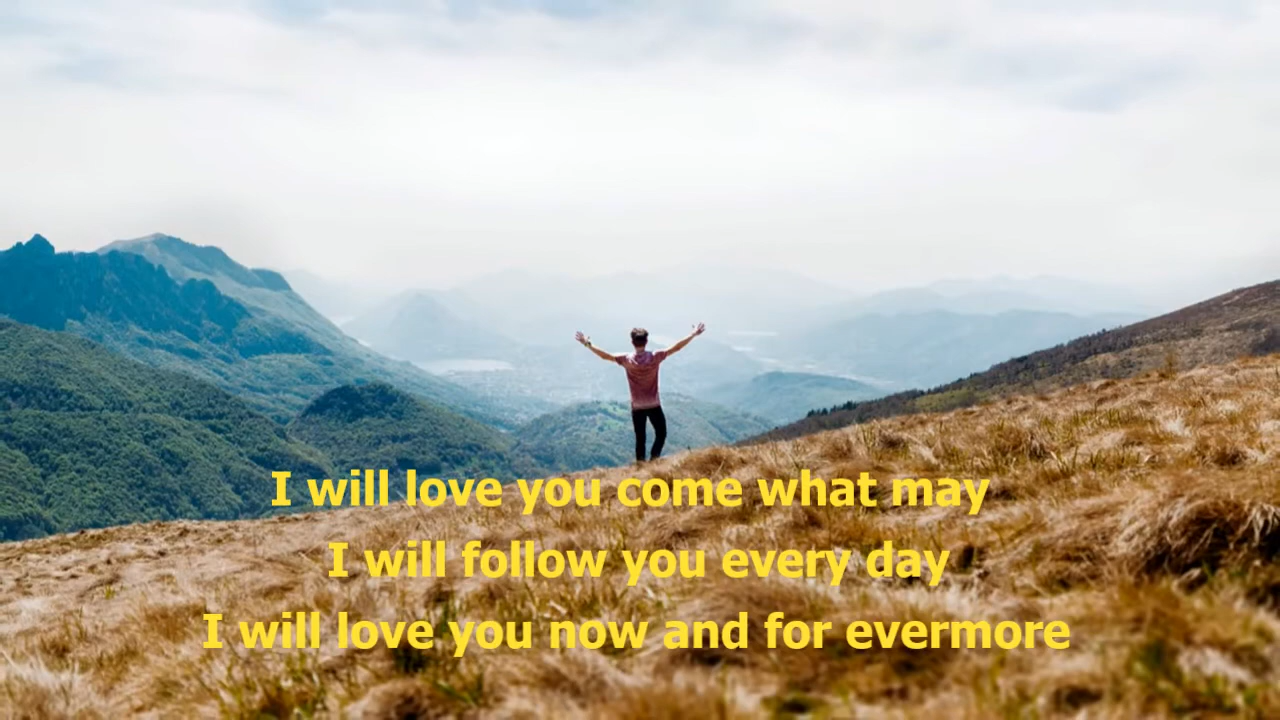 I will love you come what may
I will follow you every day
I will love you now and for evermore